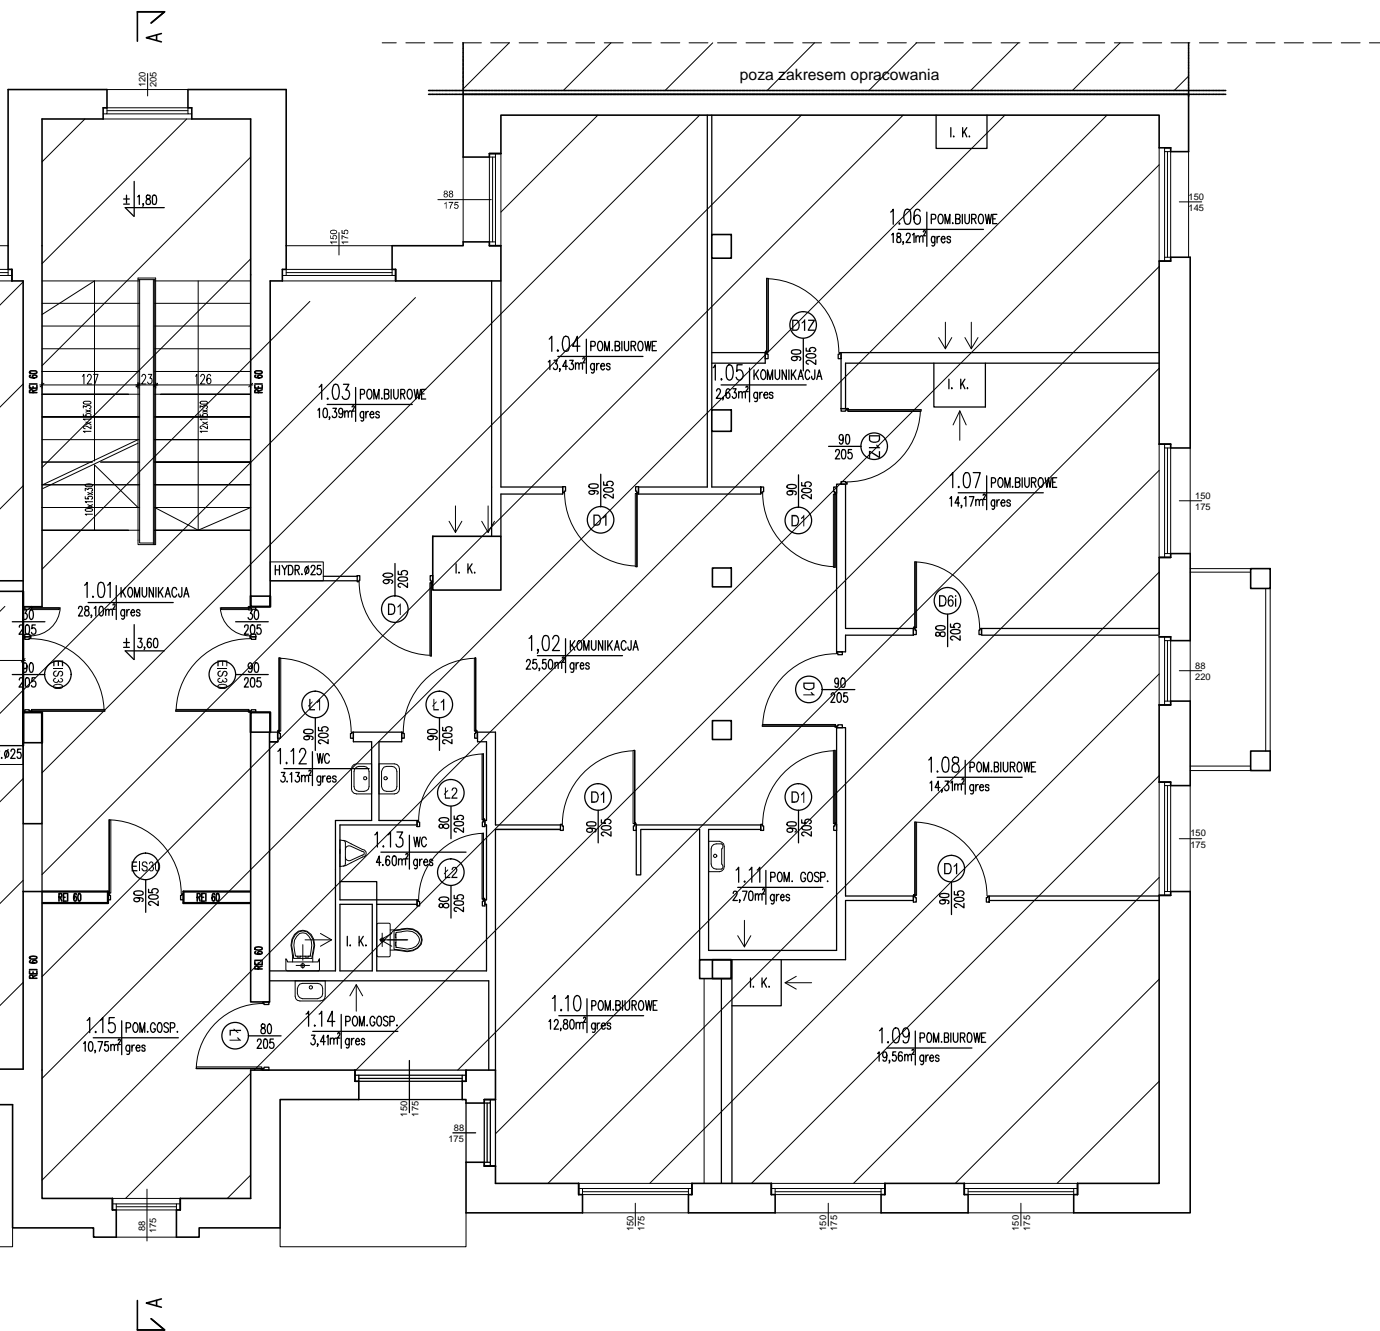 A
120
205
poza zakresem opracowania
I. K.
± 1,80
88
175
150
145
150
175
1.06 POM.BIUROWE
18,21m² gres
D1Z
90
205
1.04 POM.BIUROWE
13,43m² gres
1.05 KOMUNIKACJA
2,63m² gres
I. K.
REI 60
127
23
126
REI 60
1.03 POM.BIUROWE
10,39m² gres
12x15x30
12x15x30
90
205
D1Z
1.07 POM.BIUROWE
14,17m² gres
10x15x30
90
205
D1
90
205
D1
150
175
HYDR.ø25
I. K.
90
205
D1
1.01 KOMUNIKACJA
28,10m² gres
30
205
30
205
D6i
80
205
± 3,60
1,02 KOMUNIKACJA
25,50m² gres
90
205
EIS30
EIS30
90
205
D1
90
205
88
220
Ł1
90
205
Ł1
90
205
.ø25
1.12 WC
3.13m² gres
1.08 POM.BIUROWE
14,31m² gres
Ł2
80
205
D1
90
205
D1
90
205
150
175
1.13 WC
4.60m² gres
EIS30
90
205
Ł2
80
205
1.11 POM. GOSP.
2,70m² gres
D1
90
205
REI 60
REI 60
REI 60
REI 60
I. K.
I. K.
1.15 POM.GOSP.
10,75m² gres
Ł1
80
205
1.14 POM.GOSP.
3,41m² gres
1.10 POM.BIUROWE
12,80m² gres
1.09 POM.BIUROWE
19,56m² gres
150
175
88
175
88
175
150
175
150
175
150
175
A